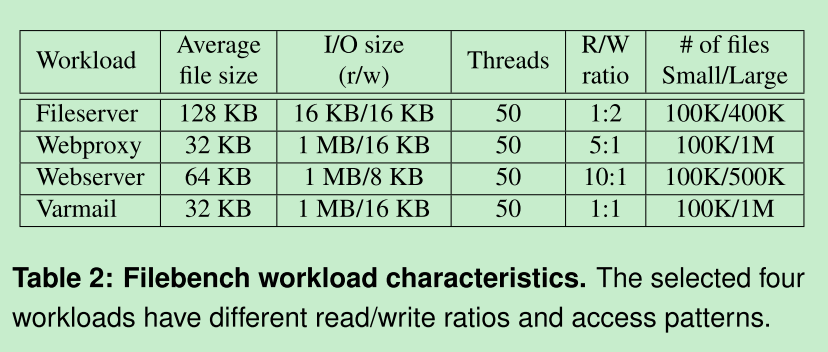 Workload Average file size I/O size (r/w) Threads R/W ratio # of files Small/Large
Fileserver 128 KB 16 KB/16 KB 50 1:2 100K/400K
Webproxy 32 KB 1 MB/16 KB 50 5:1 100K/1M
Webserver 64 KB 1 MB/8 KB 50 10:1 100K/500K
Varmail 32 KB 1 MB/16 KB 50 1:1 100K/1M
Table 2: Filebench workload characteristics. The selected four
workloads have different read/write ratios and access patterns.